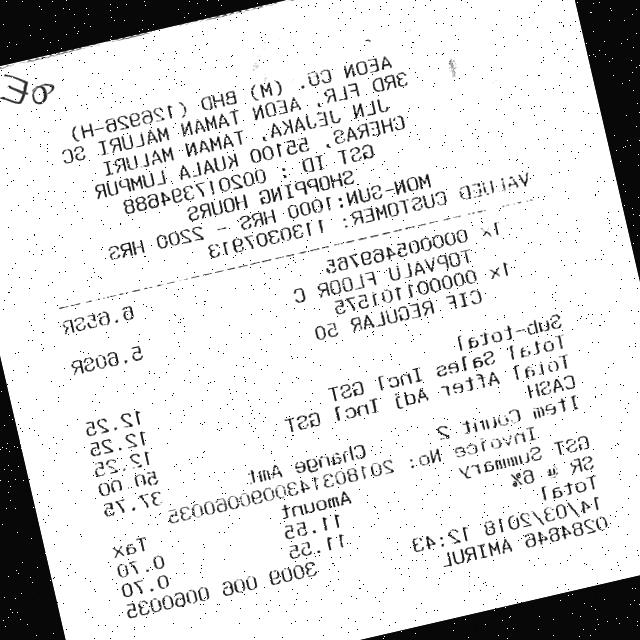 AEON CO. (M) BHD (126926-H)
3RD FLR, AEON TAMAN MALURI SC
JLN JEJAKA, TAMAN MALURI
CHERAS, 55100 KUALA LUMPUR
GST ID : 002017394688
SHOPPING HOURS
MON-SUN:1000 HRS - 2200 HRS
VALUED CUSTOMER: 1130307913
1x 000005469765
TOPVALU FLOOR C 6.65SR
1x 000001101575
CIF REGULAR 50 5.60SR
Sub-total 12.25
Total Sales Incl GST 12.25
Total After Adj Incl GST 12.25
CASH 50.00
Item Count 2 Change Amt 37.75
Invoice No: 2018031430090060035
GST Summary Amount Tax
SR @ 6% 11.55 0.70
Total 11.55 0.70
14/03/2018 12:43 3009 006 0060035
0284646 AMIRUL